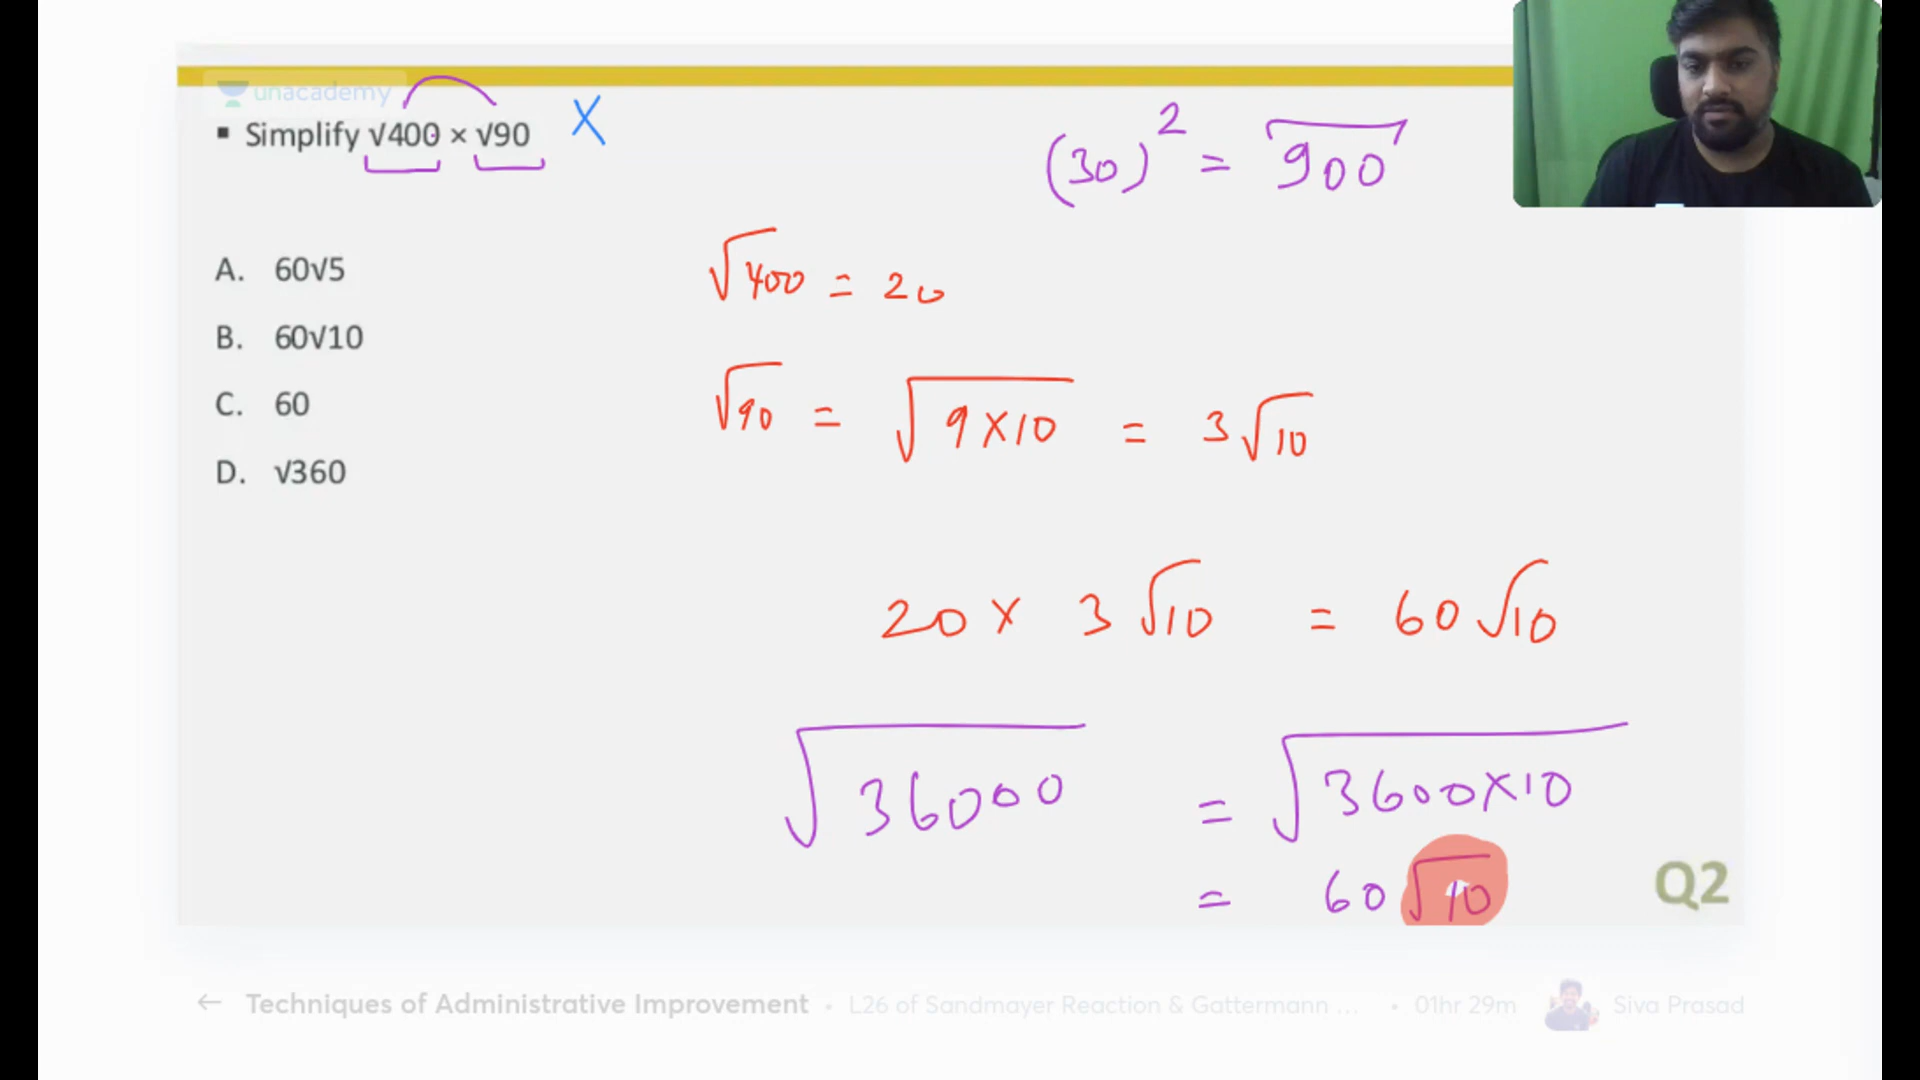 unacademy
▪ Simplify √400 × √90 X
(30)² = 900
A. 60√5
B. 60√10
C. 60
D. √360
√400 = 20
√90 = √9×10 = 3√10
20 × 3√10 = 60√10
√36000 = √3600×10
= 60√10
Q2
← Techniques of Administrative Improvement • L26 of Sandmayer Reaction & Gattermann ... • 01hr 29m Siva Prasad